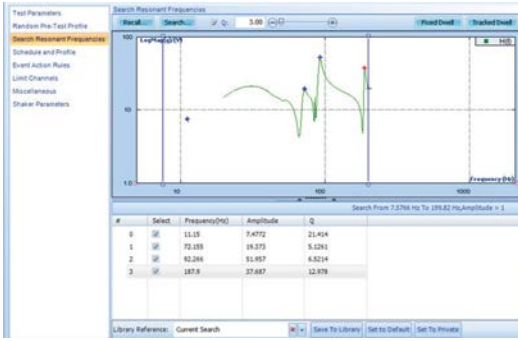 Test Parameters
Random Pre-Test Profile
Search Resonant Frequencies
Schedule and Profile
Event Action Rules
Limit Channels
Miscellaneous
Shaker Parameters
Search Resonant Frequencies
Recall... Search... Q: 3.00 Fixed Dwell Tracked Dwell
LogMag(g)/(V) H(f)
100
10
1.0
10 100 1000
Frequency(Hz)
Search From 7.5766 Hz To 199.82 Hz,Amplitude > 1
# Select Frequency(Hz) Amplitude Q
0 11.15 7.4772 21.414
1 72.155 19.373 5.1261
2 92.266 51.957 6.5214
3 187.9 37.687 12.978
Library Reference: Current Search Save To Library Set to Default Set To Private